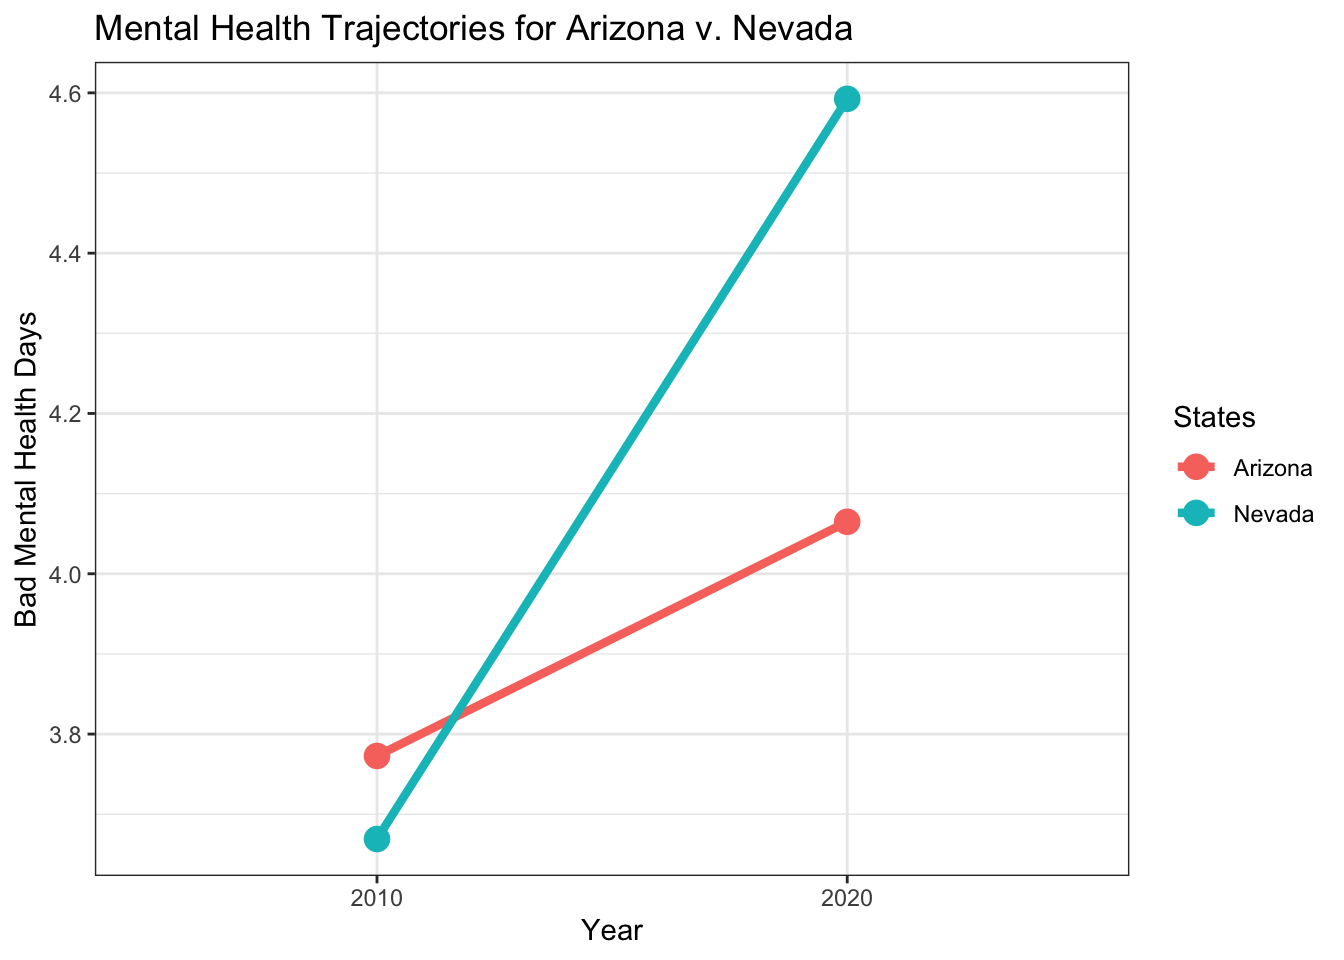 Mental Health Trajectories for Arizona v. Nevada
4.6
4.4
4.2
4.0
3.8
Bad Mental Health Days
2010
2020
Year
States
Arizona
Nevada